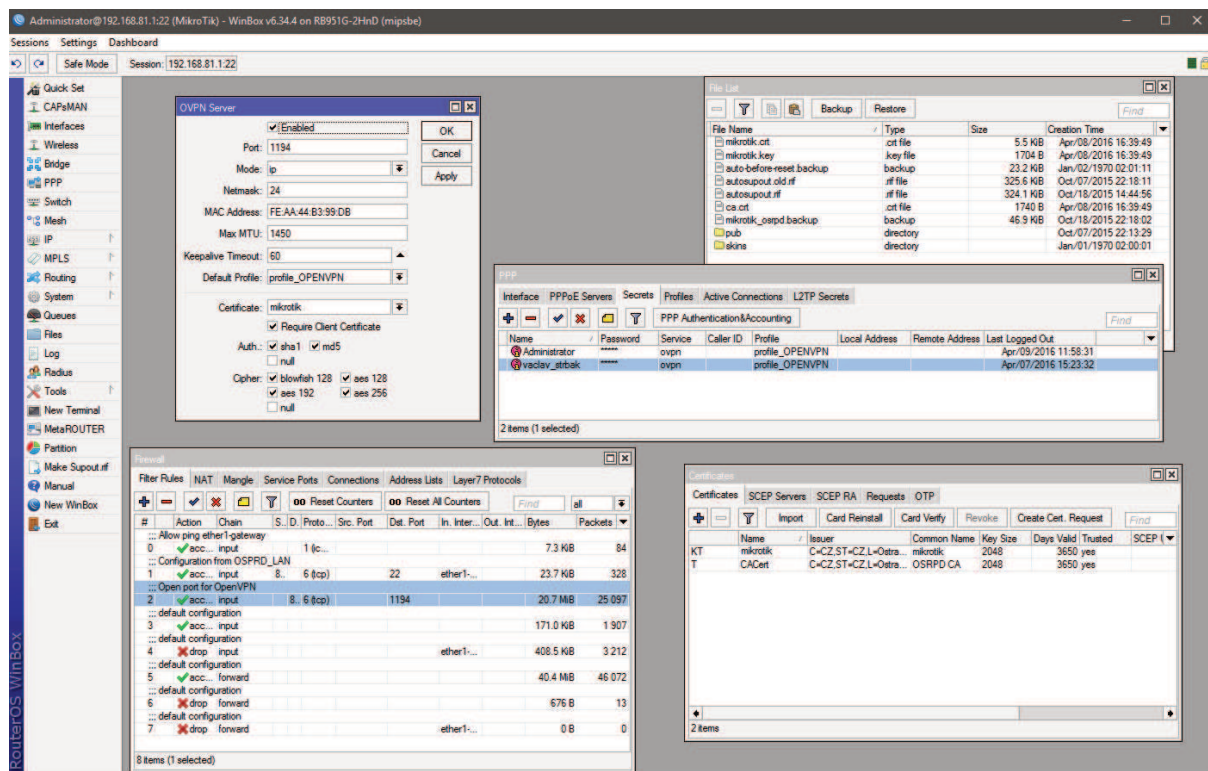 Administrator@192.168.81.1:22 (MikroTik) - WinBox v6.34.4 on RB951G-2HnD (mipsbe)
Sessions Settings Dashboard
Safe Mode Session: 192.168.81.1:22
Quick Set
CAPsMAN
Interfaces
Wireless
Bridge
PPP
Switch
Mesh
IP
MPLS
Routing
System
Queues
Files
Log
Radius
Tools
New Terminal
MetaROUTER
Partition
Make Supout.rif
Manual
New WinBox
Exit
RouterOS WinBox
OVPN Server
Enabled
Port: 1194
Mode: ip
Netmask: 24
MAC Address: FE:AA:44:B3:99:DB
Max MTU: 1450
Keepalive Timeout: 60
Default Profile: profile_OPENVPN
Certificate: mikrotik
Require Client Certificate
Auth.: sha1 md5
null
Cipher: blowfish 128 aes 128
aes 192 aes 256
null
OK
Cancel
Apply
File List
Backup Restore Find
File Name Type Size Creation Time
mikrotik.crt .crt file 5.5 KiB Apr/08/2016 16:39:49
mikrotik.key .key file 1704 B Apr/08/2016 16:39:49
auto-before-reset.backup backup 23.2 KiB Jan/02/1970 02:01:11
autosupout.old.rif .rif file 325.6 KiB Oct/07/2015 22:18:11
autosupout.rif .rif file 324.1 KiB Oct/18/2015 14:44:56
ca.crt .crt file 1740 B Apr/08/2016 16:39:49
mikrotik_osrpd.backup backup 46.9 KiB Oct/18/2015 22:18:02
pub directory Oct/07/2015 22:13:29
skins directory Jan/01/1970 02:00:01
PPP
Interface PPPoE Servers Secrets Profiles Active Connections L2TP Secrets
PPP Authentication&Accounting Find
Name Password Service Caller ID Profile Local Address Remote Address Last Logged Out
Administrator ***** ovpn profile_OPENVPN Apr/09/2016 11:58:31
vaclav_strbak ***** ovpn profile_OPENVPN Apr/07/2016 15:23:32
2 items (1 selected)
Firewall
Filter Rules NAT Mangle Service Ports Connections Address Lists Layer7 Protocols
00 Reset Counters 00 Reset All Counters Find all
# Action Chain S.. D. Proto... Src. Port Dst. Port In. Inter... Out. Int... Bytes Packets
::: Allow ping ether1-gateway
0 acc... input 1 (ic... 7.3 KiB 84
::: Configuration from OSPRD_LAN
1 acc... input 8.. 6 (tcp) 22 ether1-... 23.7 KiB 328
::: Open port for OpenVPN
2 acc... input 8.. 6 (tcp) 1194 20.7 MiB 25 097
::: default configuration
3 acc... input 171.0 KiB 1 907
::: default configuration
4 drop input ether1-... 408.5 KiB 3 212
::: default configuration
5 acc... forward 40.4 MiB 46 072
::: default configuration
6 drop forward 676 B 13
::: default configuration
7 drop forward ether1-... 0 B 0
8 items (1 selected)
Certificates
Certificates SCEP Servers SCEP RA Requests OTP
Import Card Reinstall Card Verify Revoke Create Cert. Request Find
Name Issuer Common Name Key Size Days Valid Trusted SCEP (
KT mikrotik C=CZ,ST=CZ,L=Ostra... mikrotik 2048 3650 yes
T CACert C=CZ,ST=CZ,L=Ostra... OSRPD CA 2048 3650 yes
2 items